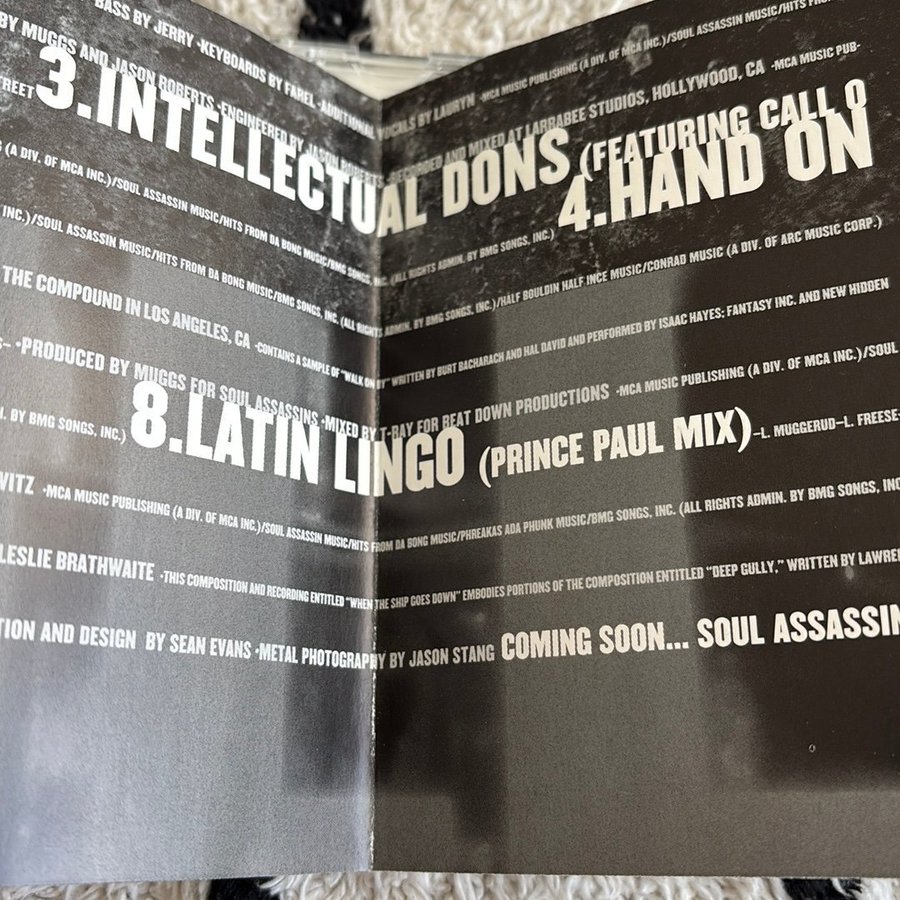 BASS BY JERRY •KEYBOARDS BY FAREL •ADITIONAL VOCALS BY LAURYN •MCA MUSIC PUBLISHING (A DIV. OF MCA INC.)/SOUL ASSASSIN MUSIC/HITS FROM
BY MUGGS AND JASON ROBERTS •ENGINEERED BY JASON ROBERTS •RECORDED AND MIXED AT LARRABEE STUDIOS, HOLLYWOOD, CA •MCA MUSIC PUB-
STREET 3.INTELLECTUAL DONS (FEATURING CALL O
(A DIV. OF MCA INC.)/SOUL ASSASSIN MUSIC/HITS FROM DA BONG MUSIC/BMG SONGS, INC. (ALL RIGHTS ADMIN. BY BMG SONGS, INC.) 4.HAND ON
INC.)/SOUL ASSASSIN MUSIC/HITS FROM DA BONG MUSIC/BMG SONGS, INC. (ALL RIGHTS ADMIN. BY BMG SONGS, INC.)/HALF BOULDIN HALF INCE MUSIC/CONRAD MUSIC (A DIV. OF ARC MUSIC CORP.)
THE COMPOUND IN LOS ANGELES, CA •CONTAINS A SAMPLE OF "WALK ON BY" WRITTEN BY BURT BACHARACH AND HAL DAVID AND PERFORMED BY ISAAC HAYES; FANTASY INC. AND NEW HIDDEN
•PRODUCED BY MUGGS FOR SOUL ASSASSINS •MIXED BY T-RAY FOR BEAT DOWN PRODUCTIONS •MCA MUSIC PUBLISHING (A DIV. OF MCA INC.)/SOUL
BY BMG SONGS, INC.) 8.LATIN LINGO (PRINCE PAUL MIX)–L. MUGGERUD–L. FREESE-
•MCA MUSIC PUBLISHING (A DIV. OF MCA INC.)/SOUL ASSASSIN MUSIC/HITS FROM DA BONG MUSIC/PHREAKAS ADA PHUNK MUSIC/BMG SONGS, INC. (ALL RIGHTS ADMIN. BY BMG SONGS, INC
LESLIE BRATHWAITE •THIS COMPOSITION AND RECORDING ENTITLED "WHEN THE SHIP GOES DOWN" EMBODIES PORTIONS OF THE COMPOSITION ENTITLED "DEEP GULLY," WRITTEN BY LAWRE
TION AND DESIGN BY SEAN EVANS •METAL PHOTOGRAPHY BY JASON STANG COMING SOON... SOUL ASSASSIN